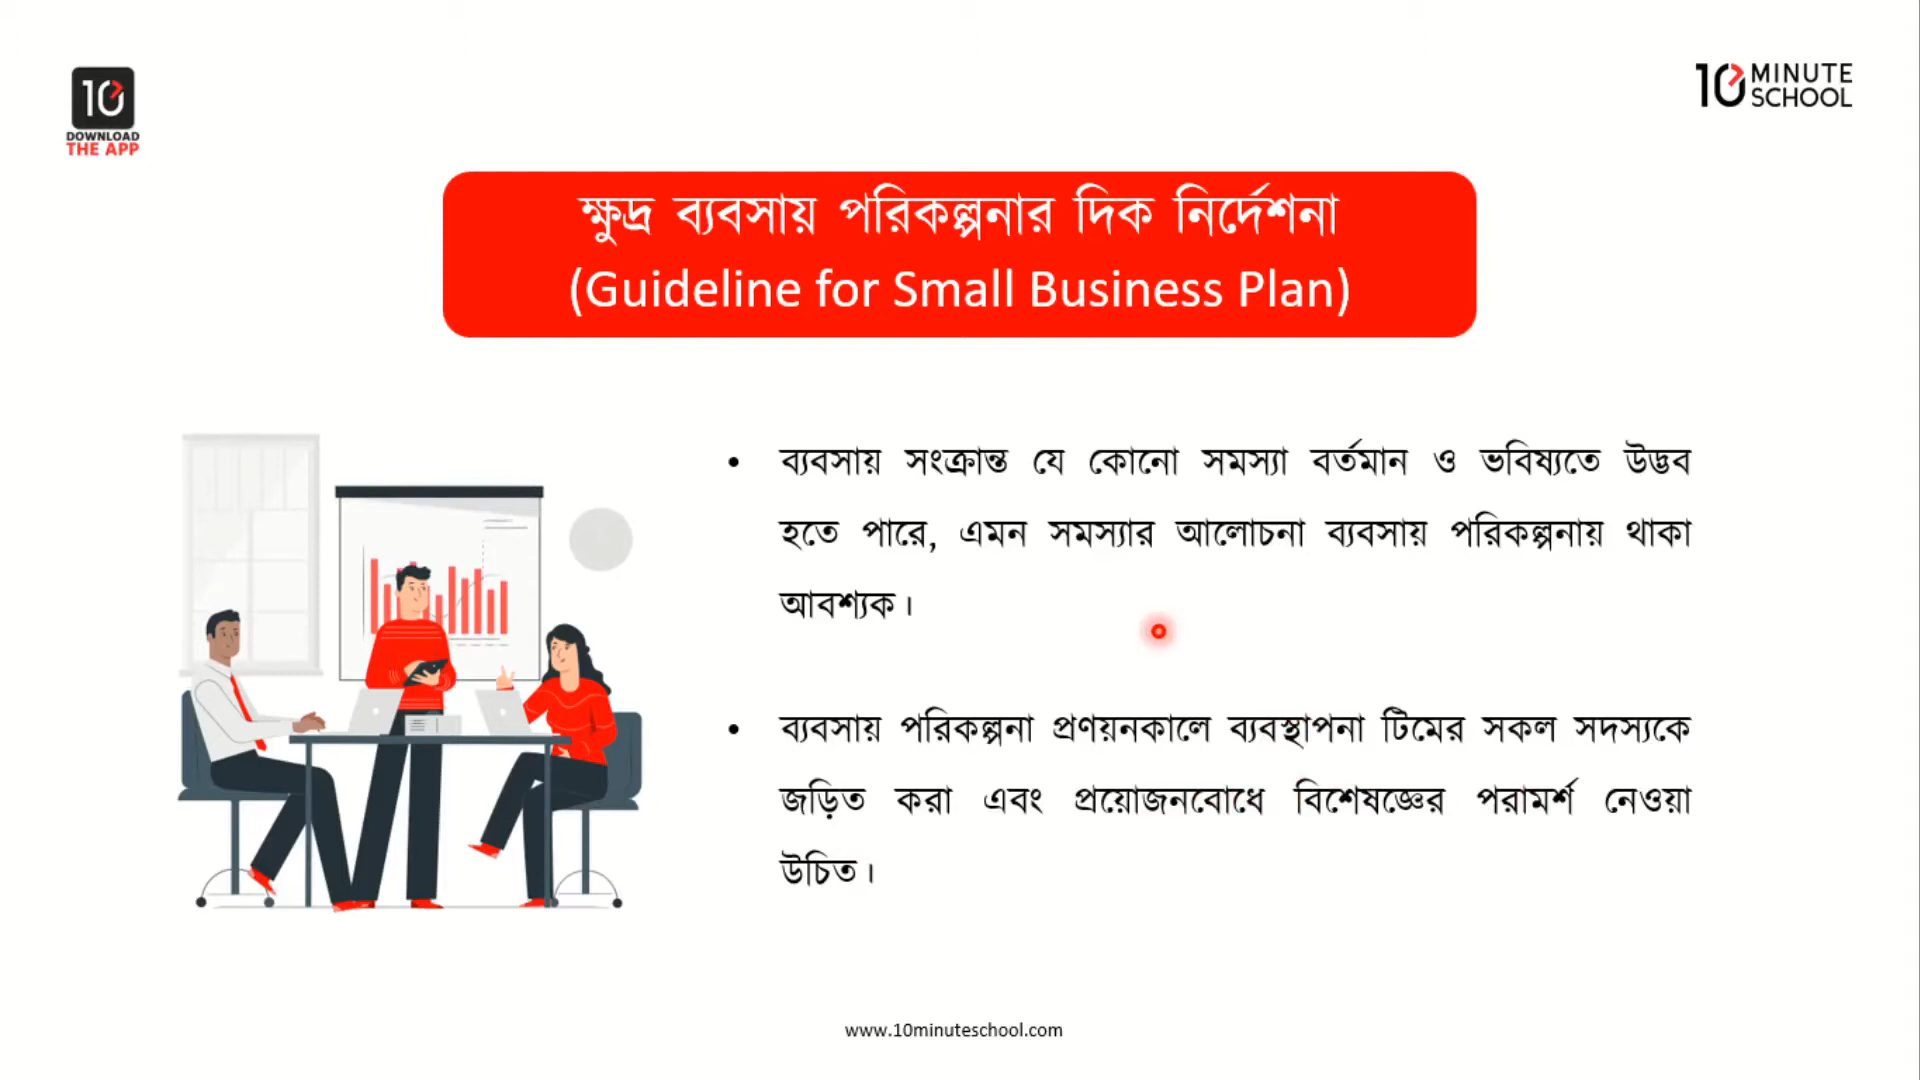 10
DOWNLOAD
THE APP
10 MINUTE
SCHOOL
ক্ষুদ্র ব্যবসায় পরিকল্পনার দিক নির্দেশনা
(Guideline for Small Business Plan)
• ব্যবসায় সংক্রান্ত যে কোনো সমস্যা বর্তমান ও ভবিষ্যতে উদ্ভব
হতে পারে, এমন সমস্যার আলোচনা ব্যবসায় পরিকল্পনায় থাকা
আবশ্যক।
• ব্যবসায় পরিকল্পনা প্রণয়নকালে ব্যবস্থাপনা টিমের সকল সদস্যকে
জড়িত করা এবং প্রয়োজনবোধে বিশেষজ্ঞের পরামর্শ নেওয়া
উচিত।
www.10minuteschool.com